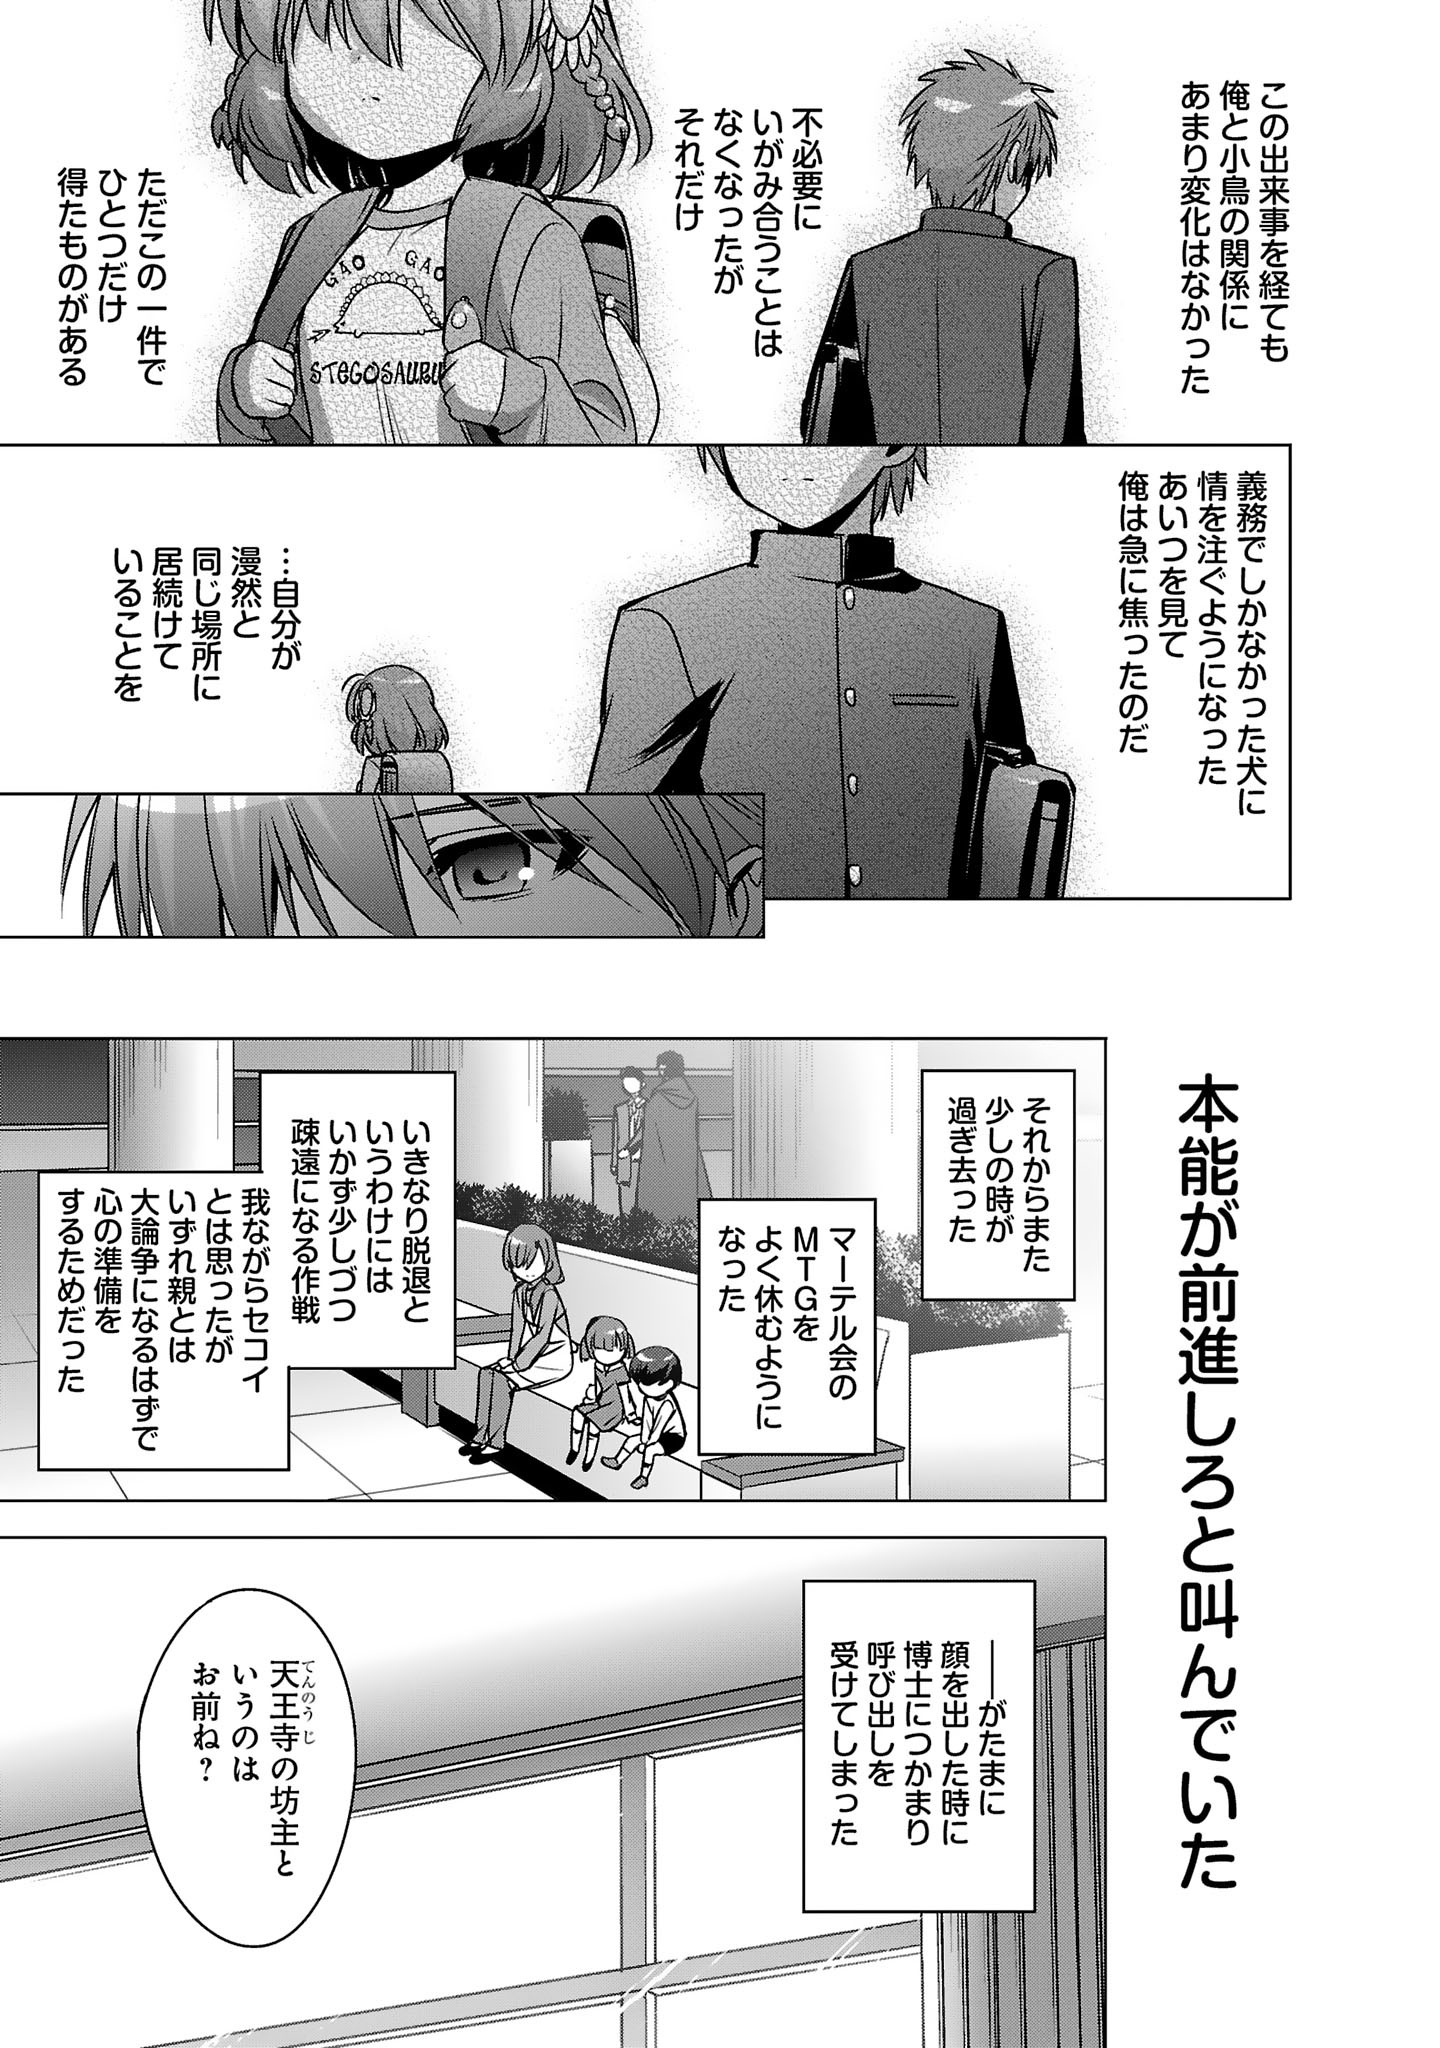 この出来事を経ても
俺と小鳥の関係に
あまり変化はなかった
不必要に
いがみ合うことは
なくなったが
それだけ
GAO GAO
STEGOSAURU
ただこの一件で
ひとつだけ
得たものがある
義務でしかなかった犬に
情を注ぐようになった
あいつを見て
俺は急に焦ったのだ
…自分が
漫然と
同じ場所に
居続けて
いることを
本能が前進しろと叫んでいた
それからまた
少しの時が
過ぎ去った
マーテル会の
MTGを
よく休むように
なった
いきなり脱退と
いうわけには
いかず少しづつ
疎遠になる作戦
我ながらセコイ
とは思ったが
いずれ親とは
大論争になるはずで
心の準備を
するためだった
――がたまに
顔を出した時に
博士につかまり
呼び出しを
受けてしまった
天王寺の坊主と
てんのうじ
いうのは
お前ね？